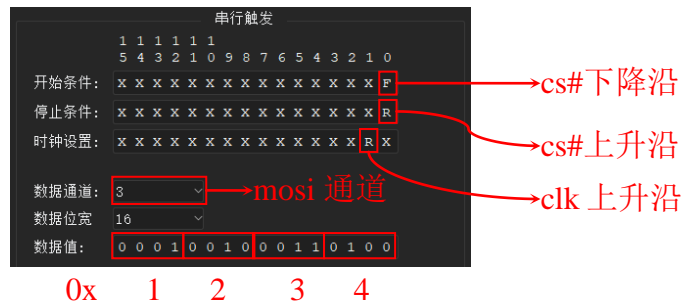 串行触发
1 1 1 1 1 1
5 4 3 2 1 0 9 8 7 6 5 4 3 2 1 0
开始条件: X X X X X X X X X X X X X X X F
cs#下降沿
停止条件: X X X X X X X X X X X X X X X R
cs#上升沿
时钟设置: X X X X X X X X X X X X X X R X
clk 上升沿
数据通道: 3
mosi 通道
数据位宽 16
数据值: 0 0 0 1 0 0 1 0 0 0 1 1 0 1 0 0
0x 1 2 3 4